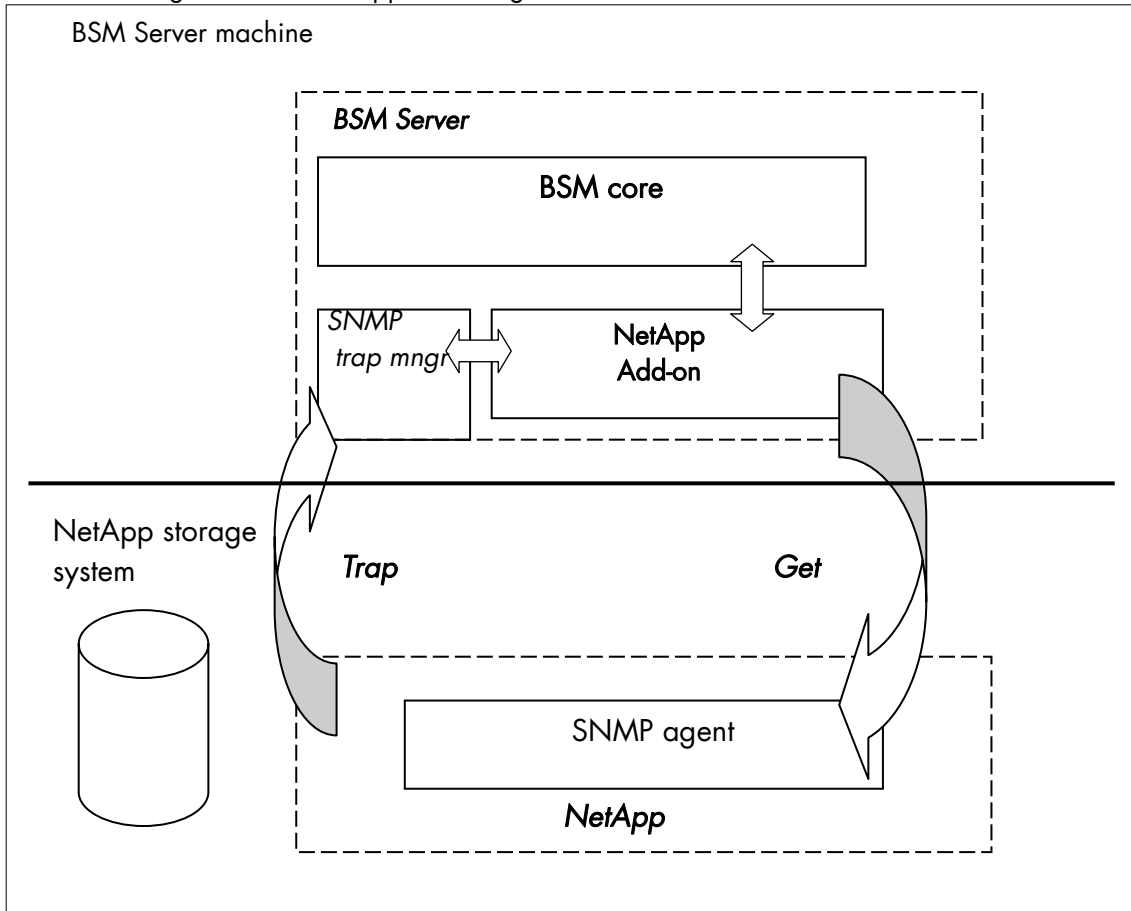 BSM Server machine
BSM Server
BSM core
SNMP
trap mngr
NetApp
Add-on
NetApp storage
system
Trap
Get
SNMP agent
NetApp